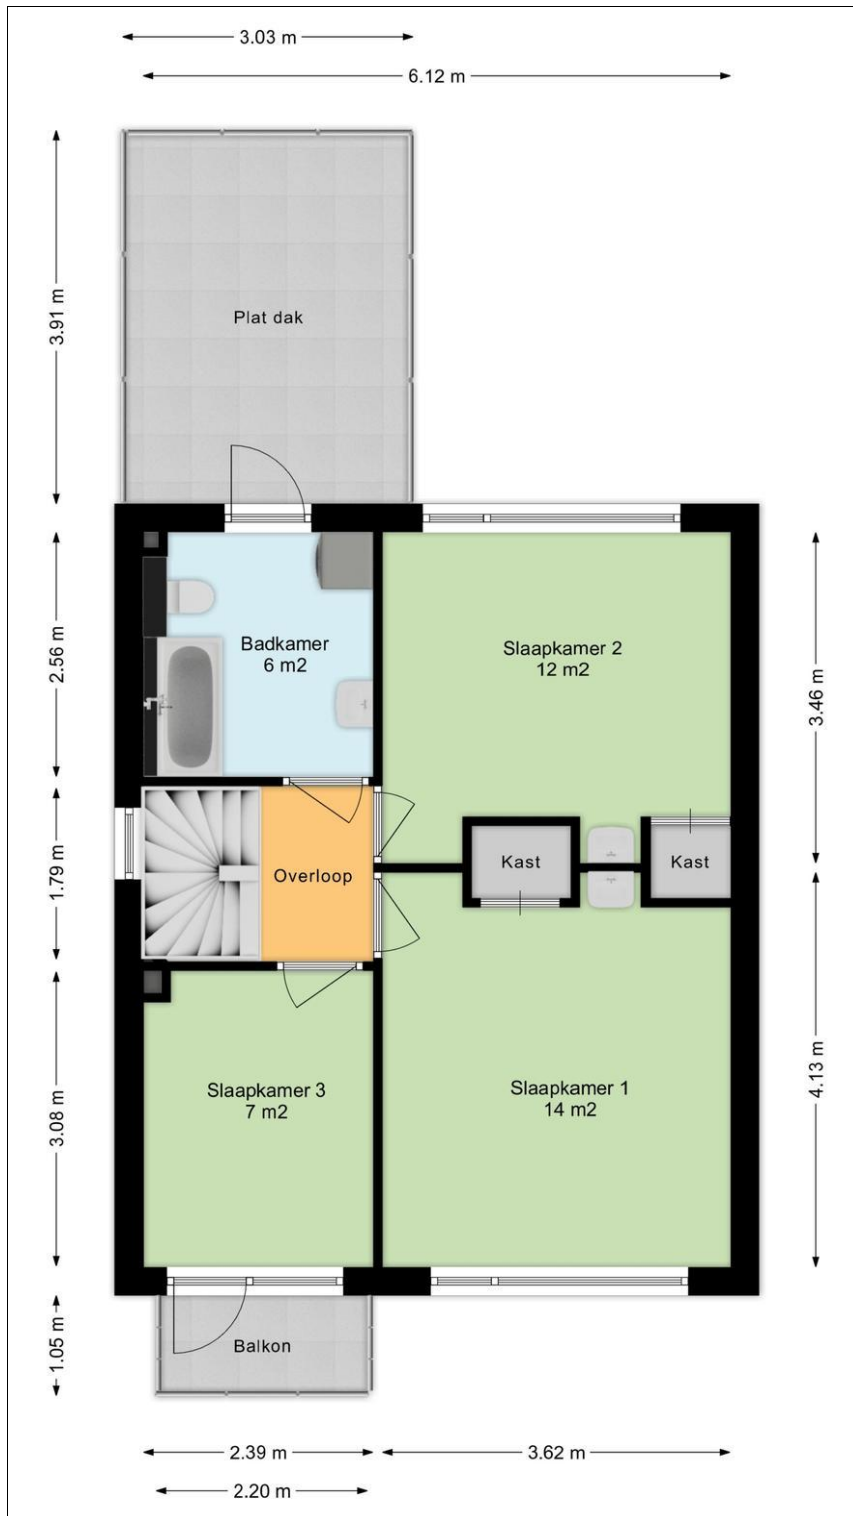 3.03 m
6.12 m
3.91 m
Plat dak
2.56 m
Badkamer
6 m2
Slaapkamer 2
12 m2
3.46 m
1.79 m
Overloop
Kast
Kast
3.08 m
Slaapkamer 3
7 m2
Slaapkamer 1
14 m2
4.13 m
1.05 m
Balkon
2.39 m
3.62 m
2.20 m